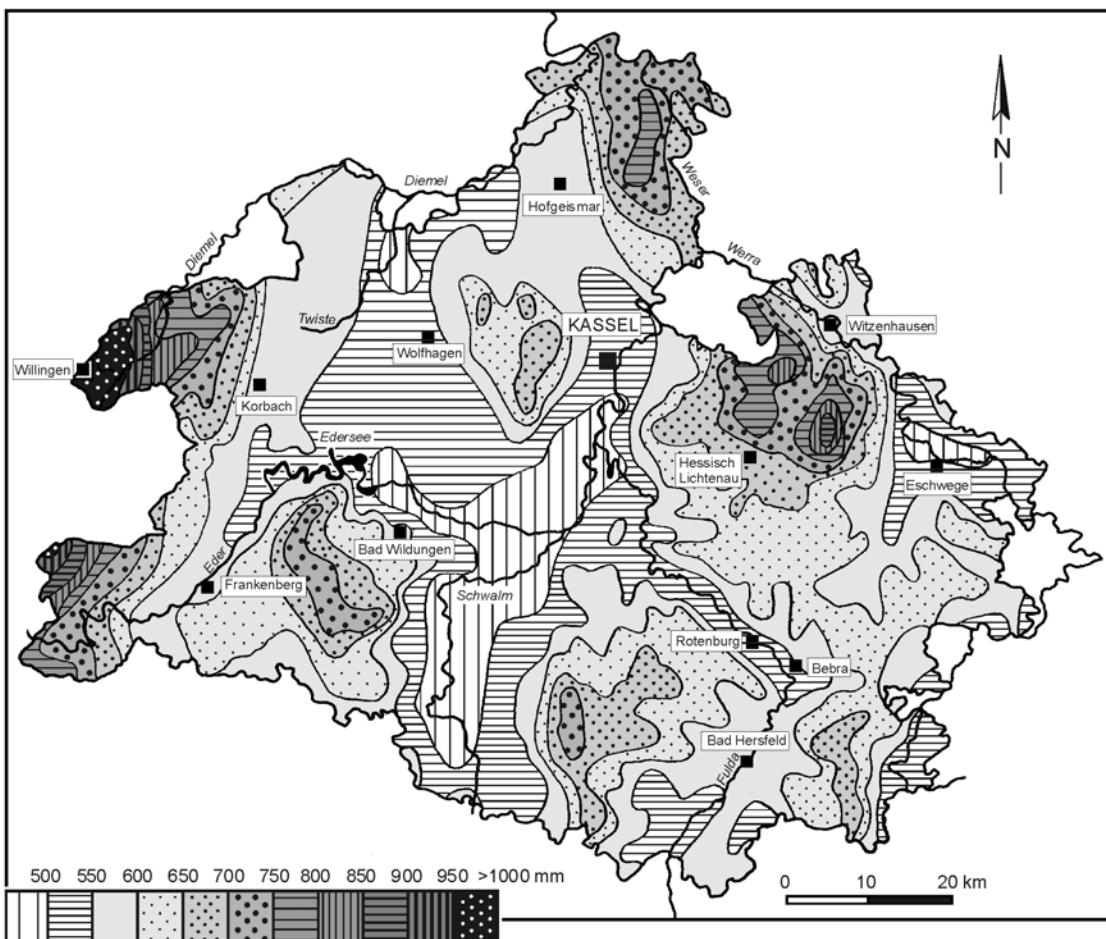 Diemel
Weser
N
Hofgeismar
Diemel
Werra
Twiste
KASSEL
Witzenhausen
Wolfhagen
Willingen
Korbach
Edersee
Hessisch
Lichtenau
Eschwege
Bad Wildungen
Eder
Frankenberg
Schwalm
Rotenburg
Bebra
Bad Hersfeld
Fulda
500 550 600 650 700 750 800 850 900 950 >1000 mm
0 10 20 km